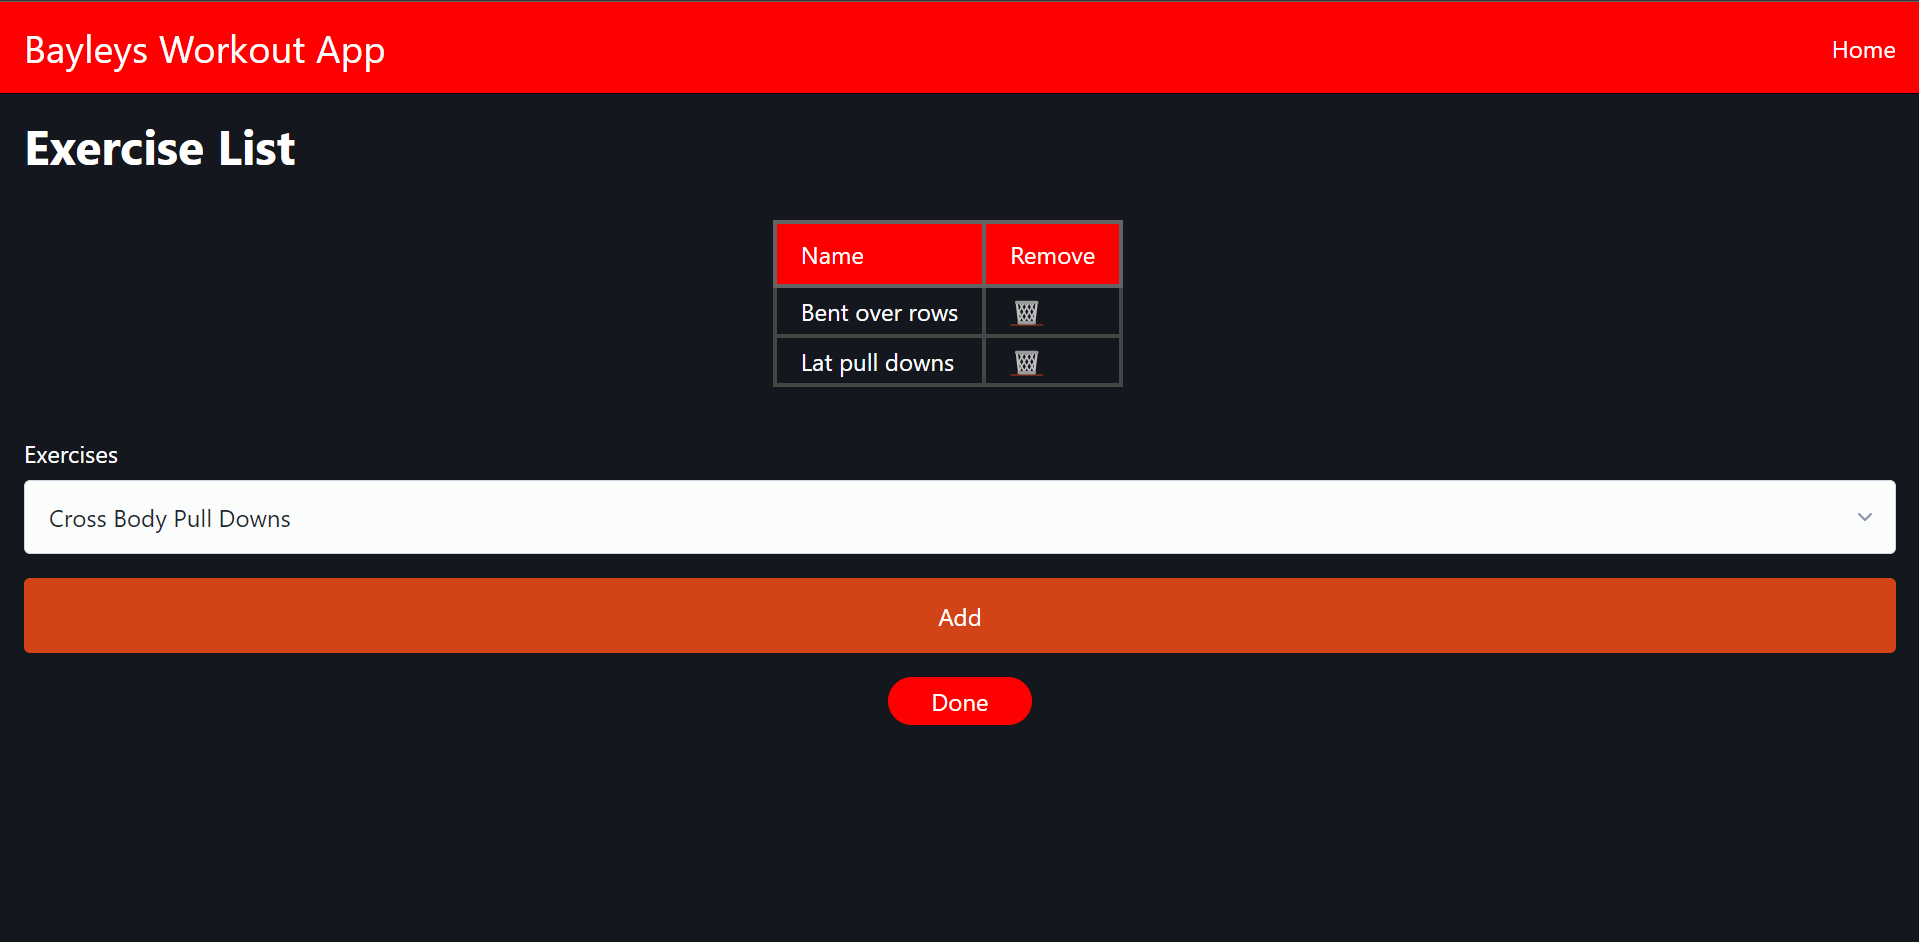 Bayleys Workout App
Home
Exercise List
Name Remove
Bent over rows
Lat pull downs
Exercises
Cross Body Pull Downs
Add
Done